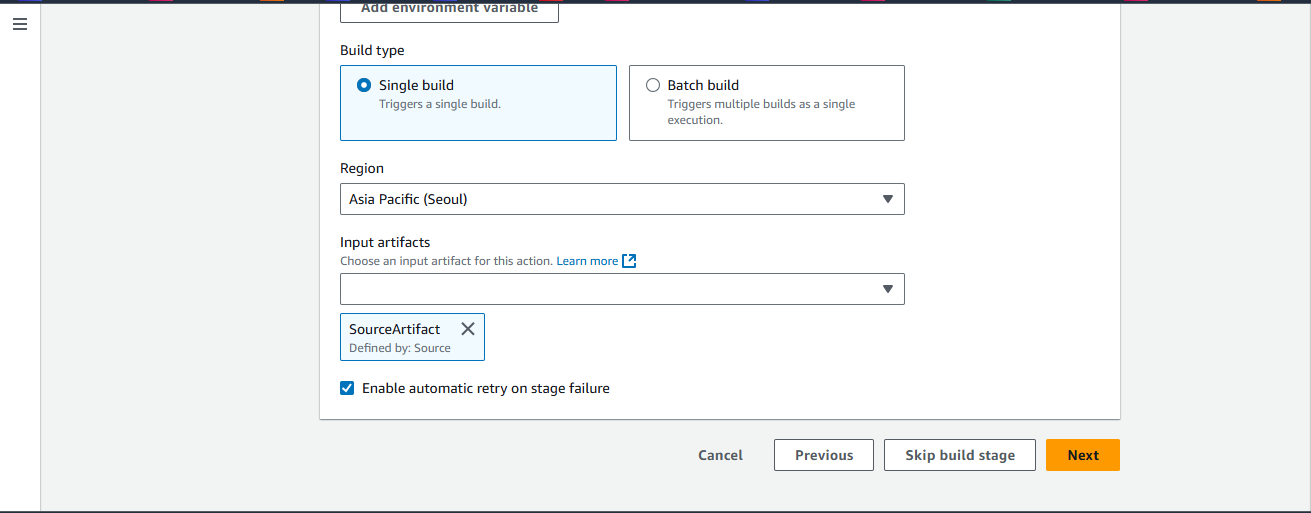 Add environment variable
Build type
Single build
Triggers a single build.
Batch build
Triggers multiple builds as a single
execution.
Region
Asia Pacific (Seoul)
Input artifacts
Choose an input artifact for this action. Learn more
SourceArtifact
Defined by: Source
Enable automatic retry on stage failure
Cancel
Previous
Skip build stage
Next